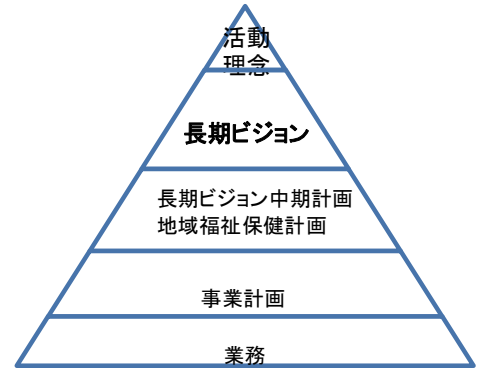 活動
理念
長期ビジョン
長期ビジョン中期計画
地域福祉保健計画
事業計画
業務